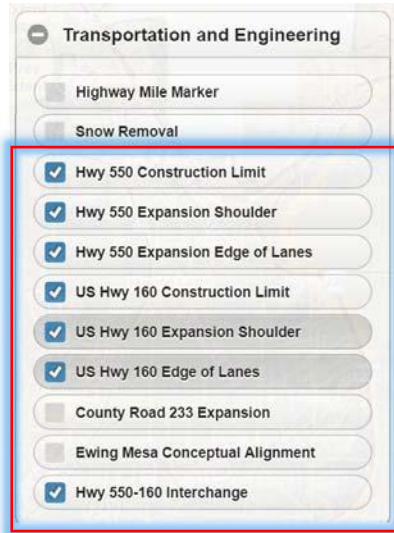 Transportation and Engineering
Highway Mile Marker
Snow Removal
Hwy 550 Construction Limit
Hwy 550 Expansion Shoulder
Hwy 550 Expansion Edge of Lanes
US Hwy 160 Construction Limit
US Hwy 160 Expansion Shoulder
US Hwy 160 Edge of Lanes
County Road 233 Expansion
Ewing Mesa Conceptual Alignment
Hwy 550-160 Interchange